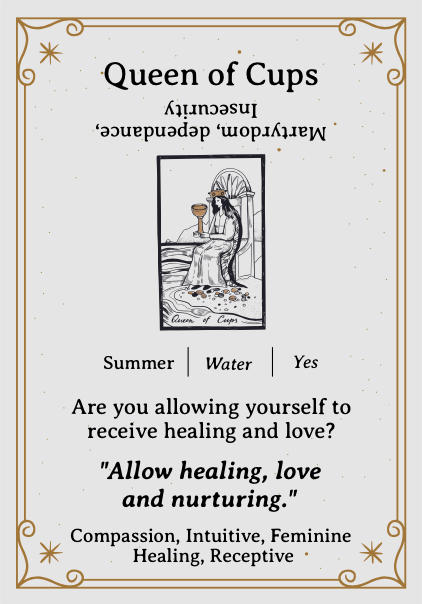 Queen of Cups
Martyrdom, dependance,
Insecurity
Queen of Cups
Summer | Water | Yes
Are you allowing yourself to
receive healing and love?
"Allow healing, love
and nurturing."
Compassion, Intuitive, Feminine
Healing, Receptive